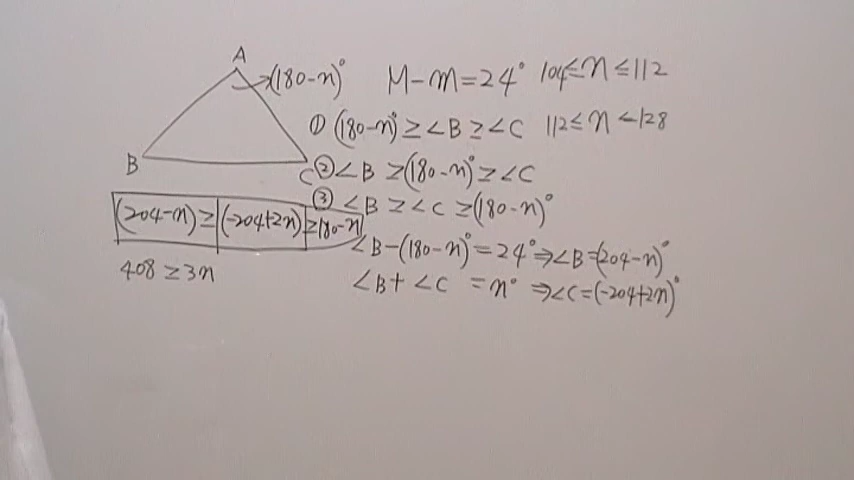 A
(180-n)° M-m=24° 104≤n≤112
① (180-n)°≥∠B≥∠C 112≤n<128
B C ②∠B≥(180-n)°≥∠C
③ ∠B≥∠C≥(180-n)°
(204-n)≥(-204+2n)≥180-n
∠B-(180-n)°=24°⇒∠B=(204-n)°
408≥3n
∠B+∠C=n°⇒∠C=(-204+2n)°